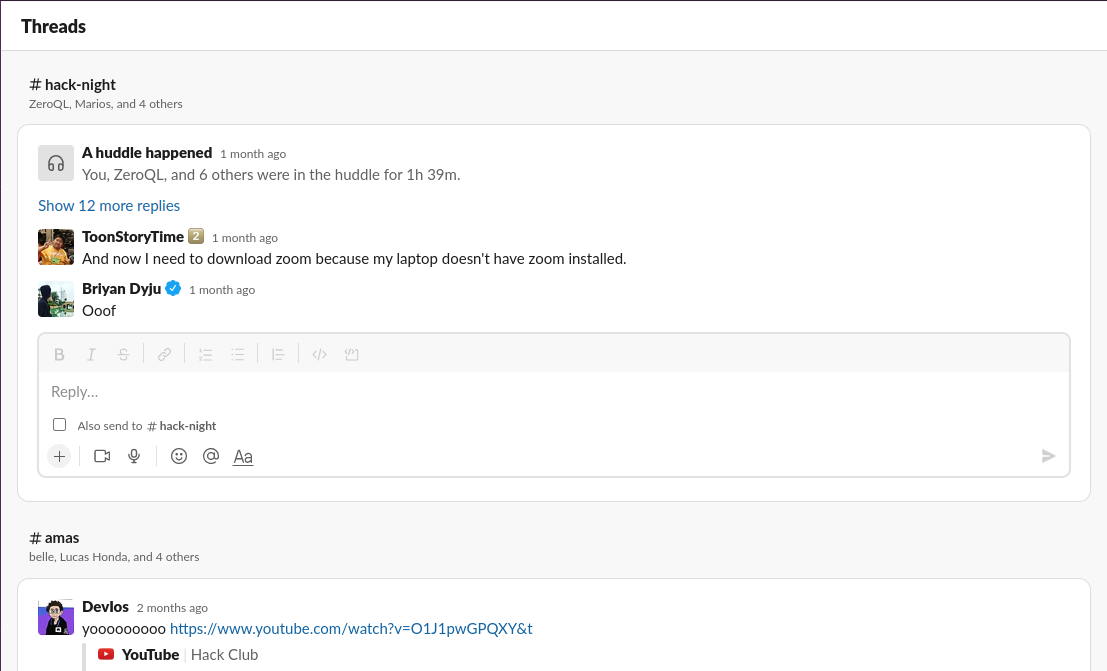 Threads
# hack-night
ZeroQL, Marios, and 4 others
A huddle happened 1 month ago
You, ZeroQL, and 6 others were in the huddle for 1h 39m.
Show 12 more replies
ToonStoryTime 2 1 month ago
And now I need to download zoom because my laptop doesn't have zoom installed.
Briyan Dyju 1 month ago
Ooof
Reply...
Also send to # hack-night
Aa
# amas
belle, Lucas Honda, and 4 others
Devlos 2 months ago
yooooooooo https://www.youtube.com/watch?v=O1J1pwGPQXY&t
YouTube Hack Club